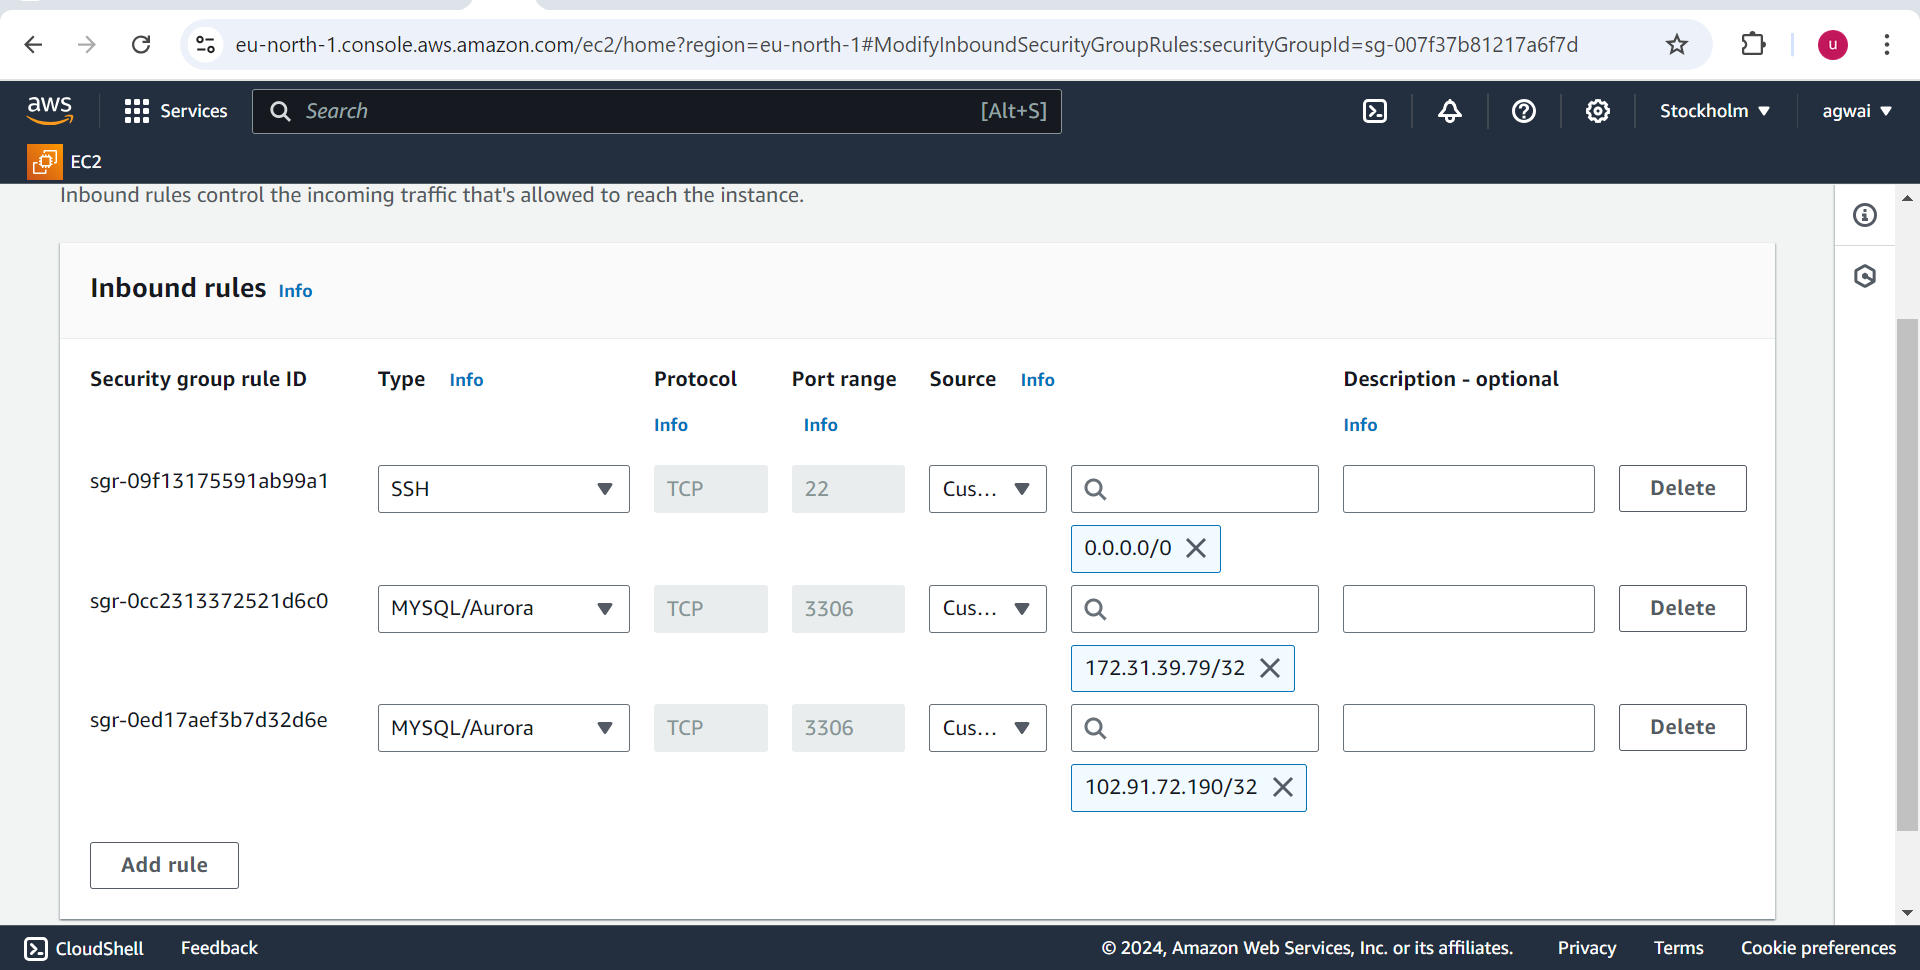 eu-north-1.console.aws.amazon.com/ec2/home?region=eu-north-1#ModifyInboundSecurityGroupRules:securityGroupId=sg-007f37b81217a6f7d
u
aws
Services
Search
[Alt+S]
Stockholm
agwai
EC2
Inbound rules control the incoming traffic that's allowed to reach the instance.
Inbound rules Info
Security group rule ID
Type Info
Protocol Info
Port range Info
Source Info
Description - optional Info
sgr-09f13175591ab99a1
SSH
TCP
22
Cus...
0.0.0.0/0
Delete
sgr-0cc2313372521d6c0
MYSQL/Aurora
TCP
3306
Cus...
172.31.39.79/32
Delete
sgr-0ed17aef3b7d32d6e
MYSQL/Aurora
TCP
3306
Cus...
102.91.72.190/32
Delete
Add rule
CloudShell
Feedback
© 2024, Amazon Web Services, Inc. or its affiliates.
Privacy
Terms
Cookie preferences